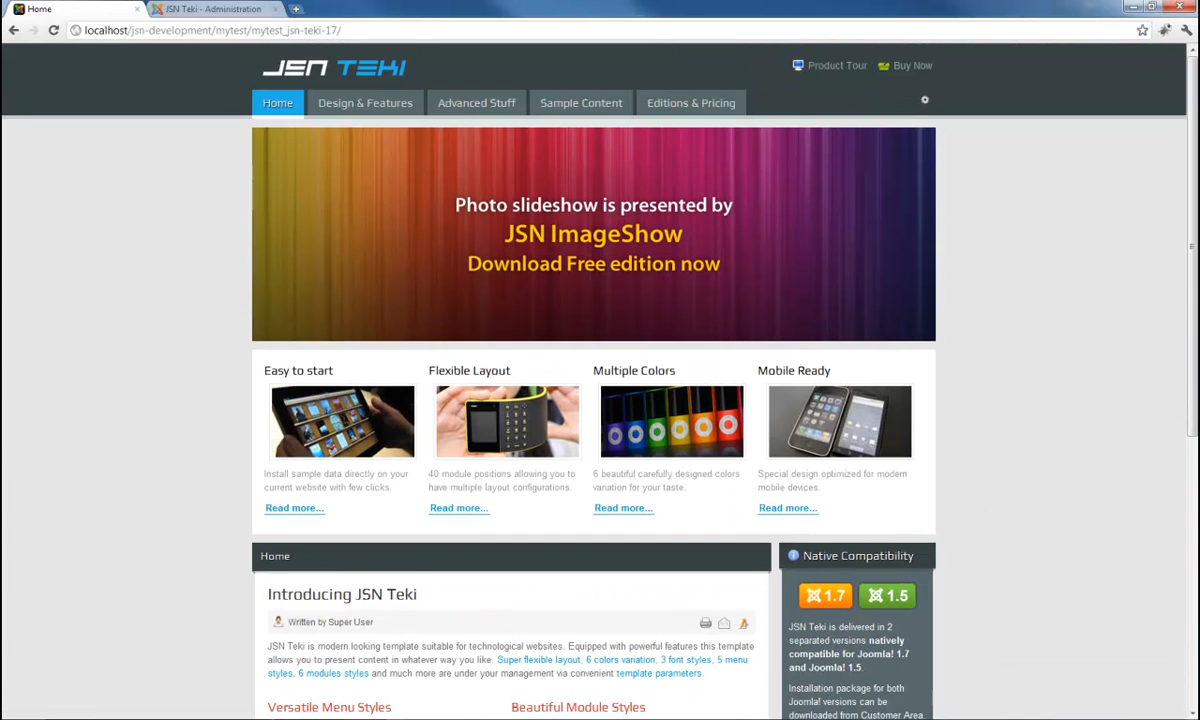 Home
JSN Teki - Administration
localhost/jsn-development/mytest/mytest_jsn-teki-17/
JSN TEKI
Product Tour
Buy Now
Home
Design & Features
Advanced Stuff
Sample Content
Editions & Pricing
Photo slideshow is presented by
JSN ImageShow
Download Free edition now
Easy to start
Flexible Layout
Multiple Colors
Mobile Ready
Install sample data directly on your
current website with few clicks.
Read more...
40 module positions allowing you to
have multiple layout configurations.
Read more...
6 beautiful carefully designed colors
variation for your taste.
Read more...
Special design optimized for modern
mobile devices.
Read more...
Home
Introducing JSN Teki
Written by Super User
JSN Teki is modern looking template suitable for technological websites. Equipped with powerful features this template
allows you to present content in whatever way you like. Super flexible layout, 6 colors variation, 3 font styles, 5 menu
styles, 6 modules styles and much more are under your management via convenient template parameters.
Versatile Menu Styles
Beautiful Module Styles
Native Compatibility
1.7
1.5
JSN Teki is delivered in 2
separated versions natively
compatible for Joomla! 1.7
and Joomla! 1.5.
Installation package for both
Joomla! versions can be
downloaded from Customer Area.